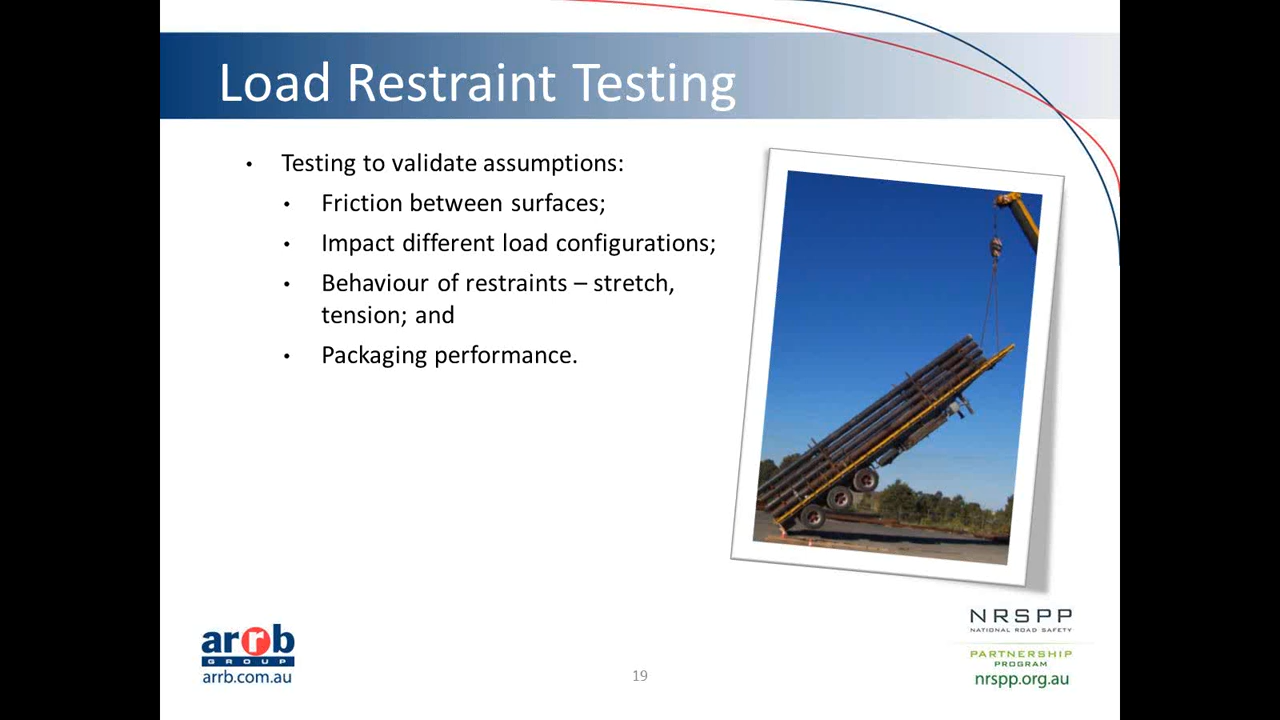 Load Restraint Testing
• Testing to validate assumptions:
• Friction between surfaces;
• Impact different load configurations;
• Behaviour of restraints – stretch,
tension; and
• Packaging performance.
arrb
GROUP
arrb.com.au
19
NRSPP
NATIONAL ROAD SAFETY
PARTNERSHIP
PROGRAM
nrspp.org.au